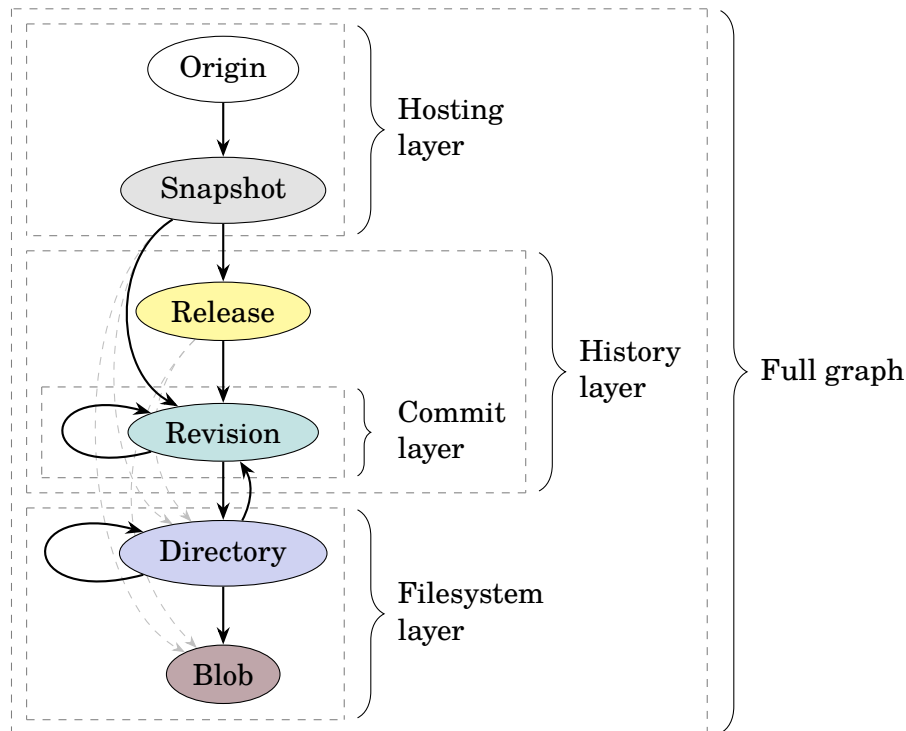 Origin
Hosting
layer
Snapshot
Release
History
layer
Full graph
Commit
layer
Revision
Directory
Filesystem
layer
Blob